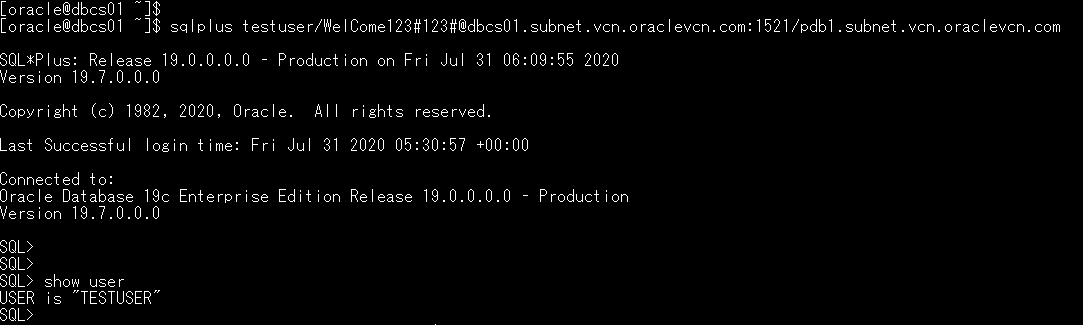 [oracle@dbcs01 ~]$
[oracle@dbcs01 ~]$ sqlplus testuser/WelCome123#123#@dbcs01.subnet.vcn.oraclevcn.com:1521/pdb1.subnet.vcn.oraclevcn.com
SQL*Plus: Release 19.0.0.0.0 - Production on Fri Jul 31 06:09:55 2020
Version 19.7.0.0.0
Copyright (c) 1982, 2020, Oracle.  All rights reserved.
Last Successful login time: Fri Jul 31 2020 05:30:57 +00:00
Connected to:
Oracle Database 19c Enterprise Edition Release 19.0.0.0.0 - Production
Version 19.7.0.0.0
SQL>
SQL>
SQL> show user
USER is "TESTUSER"
SQL>